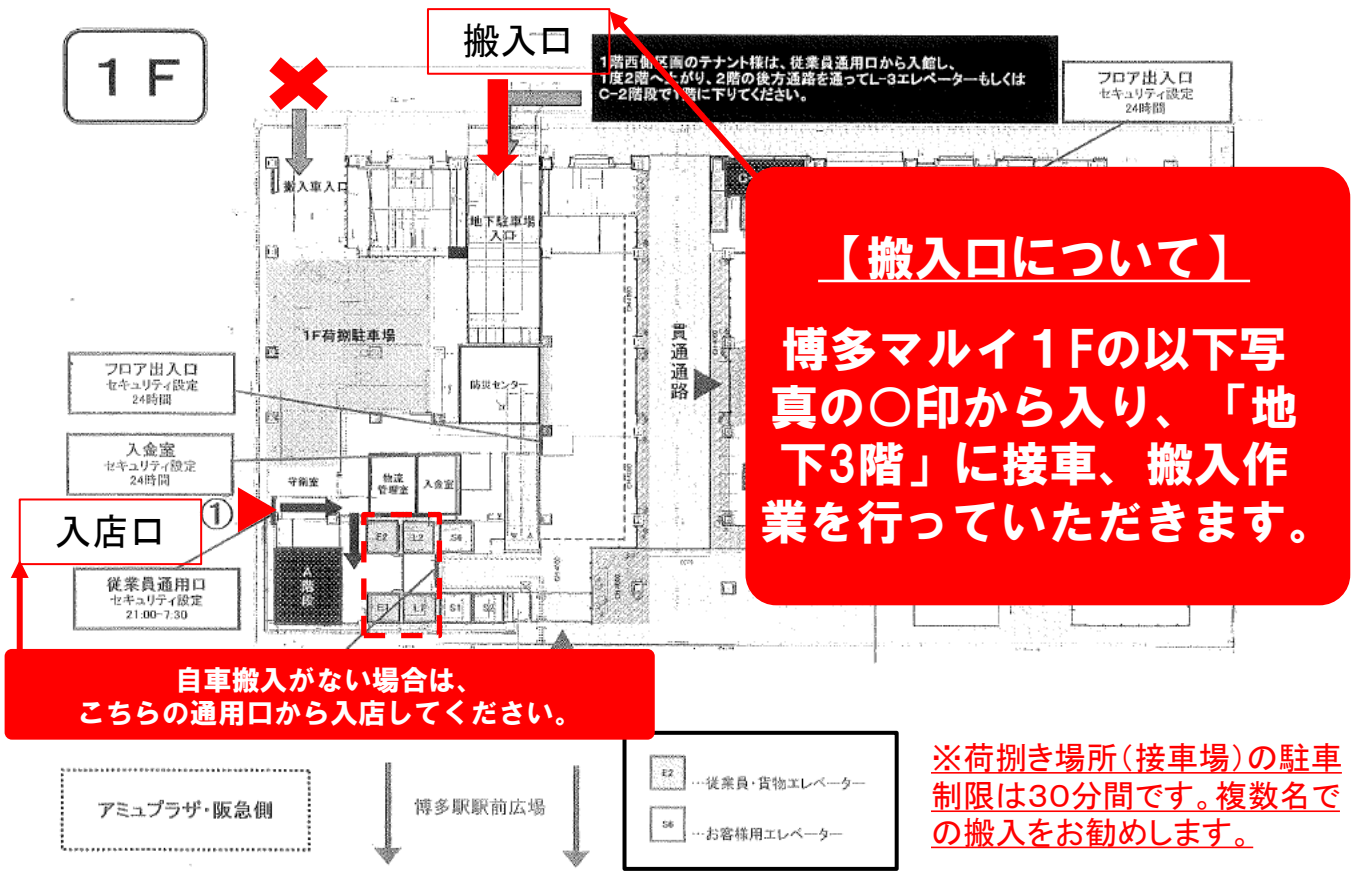 1F
搬入口
1階西側区画のテナント様は、従業員通用口から入館し、
1度2階へ上がり、2階の後方通路を通ってL-3エレベーターもしくは
C-2階段で1階に下りてください。
フロア出入口
セキュリティ設定
24時間
搬入車入口
地下駐車場
入口
【搬入口について】
博多マルイ１Fの以下写
真の○印から入り、「地
下3階」に接車、搬入作
業を行っていただきます。
1F荷捌駐車場
貫通通路
フロア出入口
セキュリティ設定
24時間
防災センター
入金室
セキュリティ設定
24時間
守衛室
物流
管理室
入金室
入店口
①
E2
L2
S6
A階段
E1
L1
S1
S2
従業員通用口
セキュリティ設定
21:00-7:30
自車搬入がない場合は、
こちらの通用口から入店してください。
アミュプラザ・阪急側
博多駅駅前広場
E2
…従業員・貨物エレベーター
S6
…お客様用エレベーター
※荷捌き場所（接車場）の駐車
制限は３０分間です。複数名で
の搬入をお勧めします。